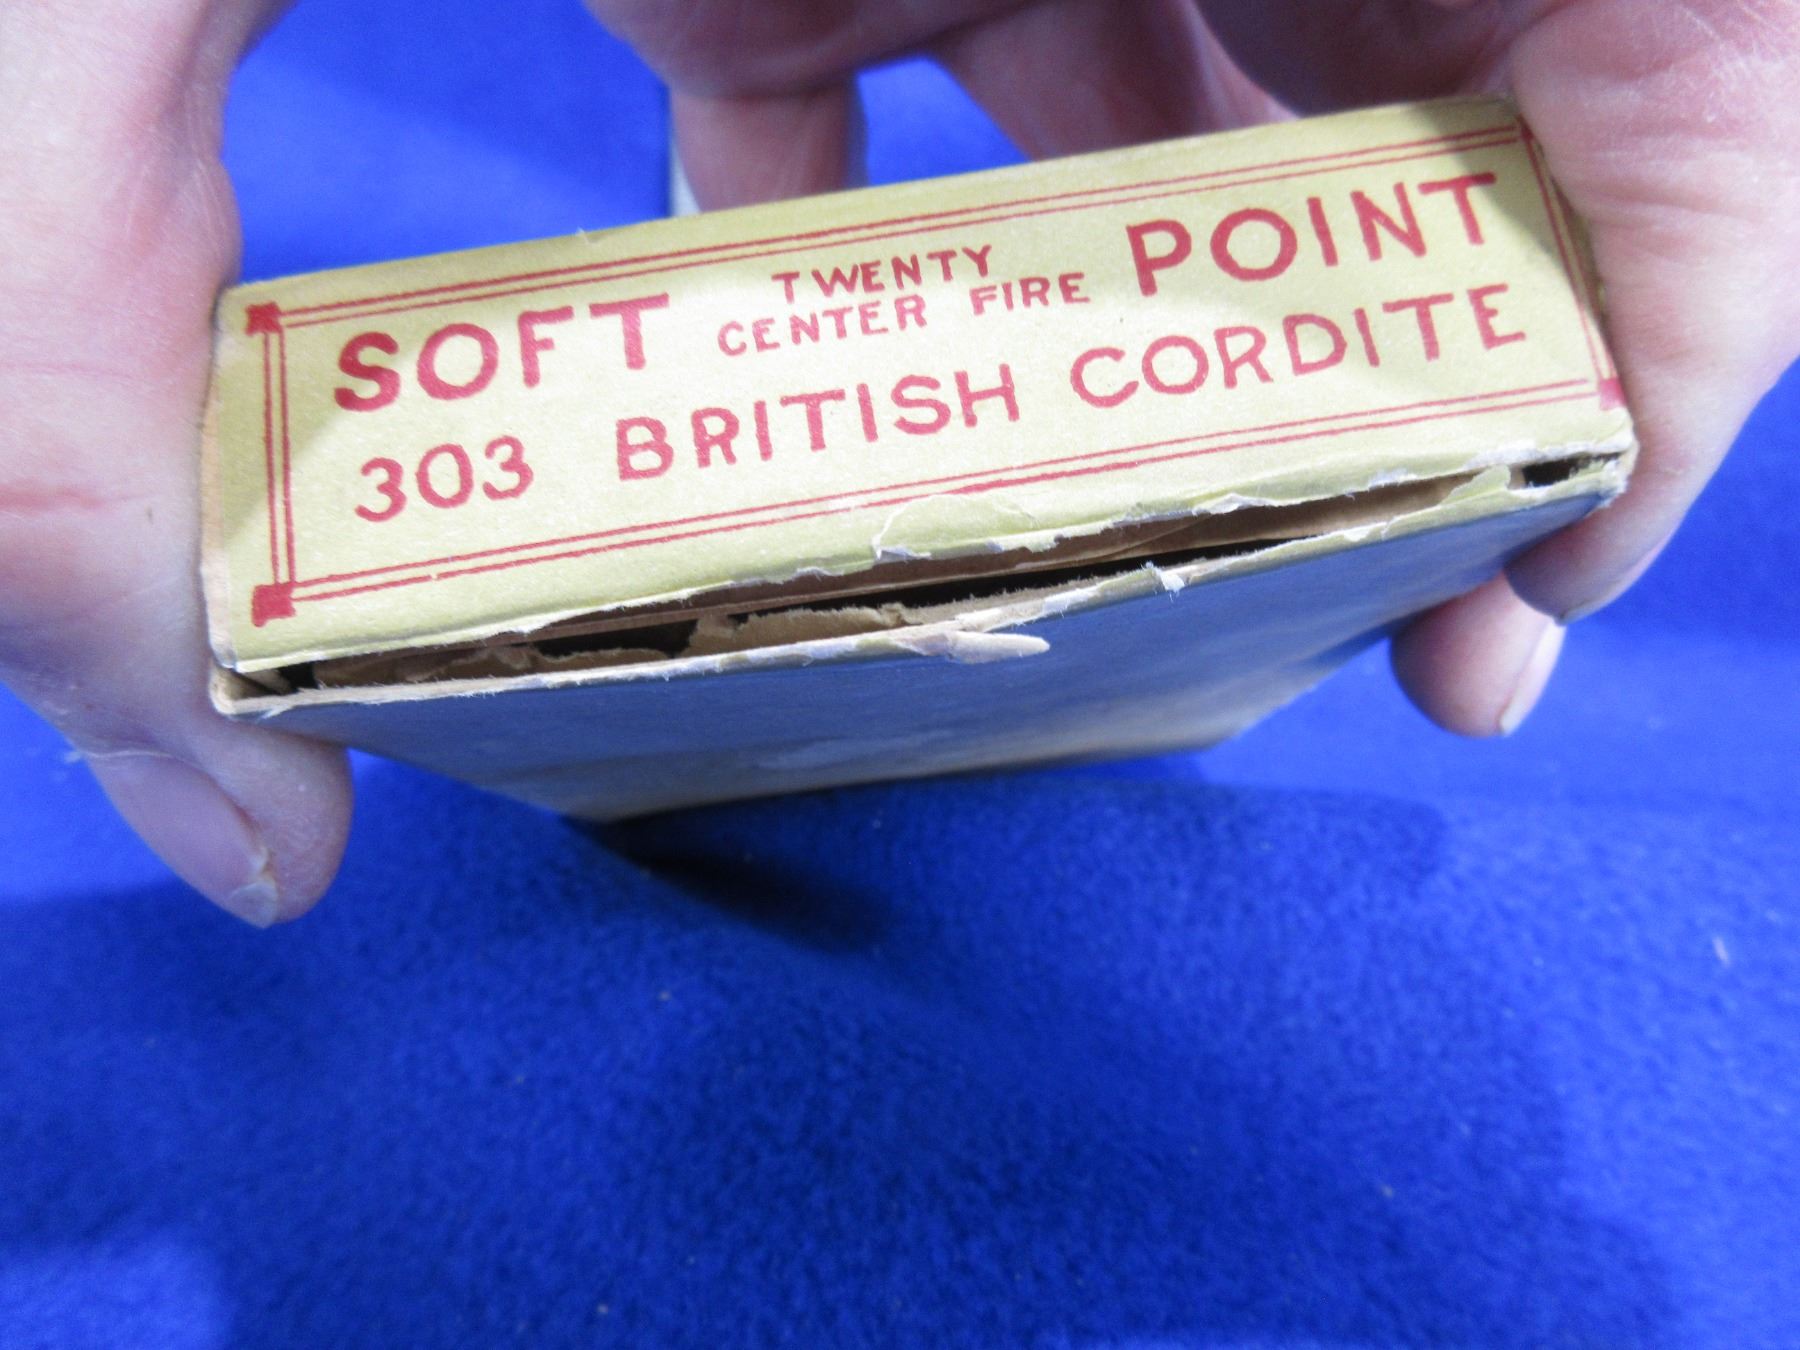 SOFT TWENTY CENTER FIRE POINT
303 BRITISH CORDITE